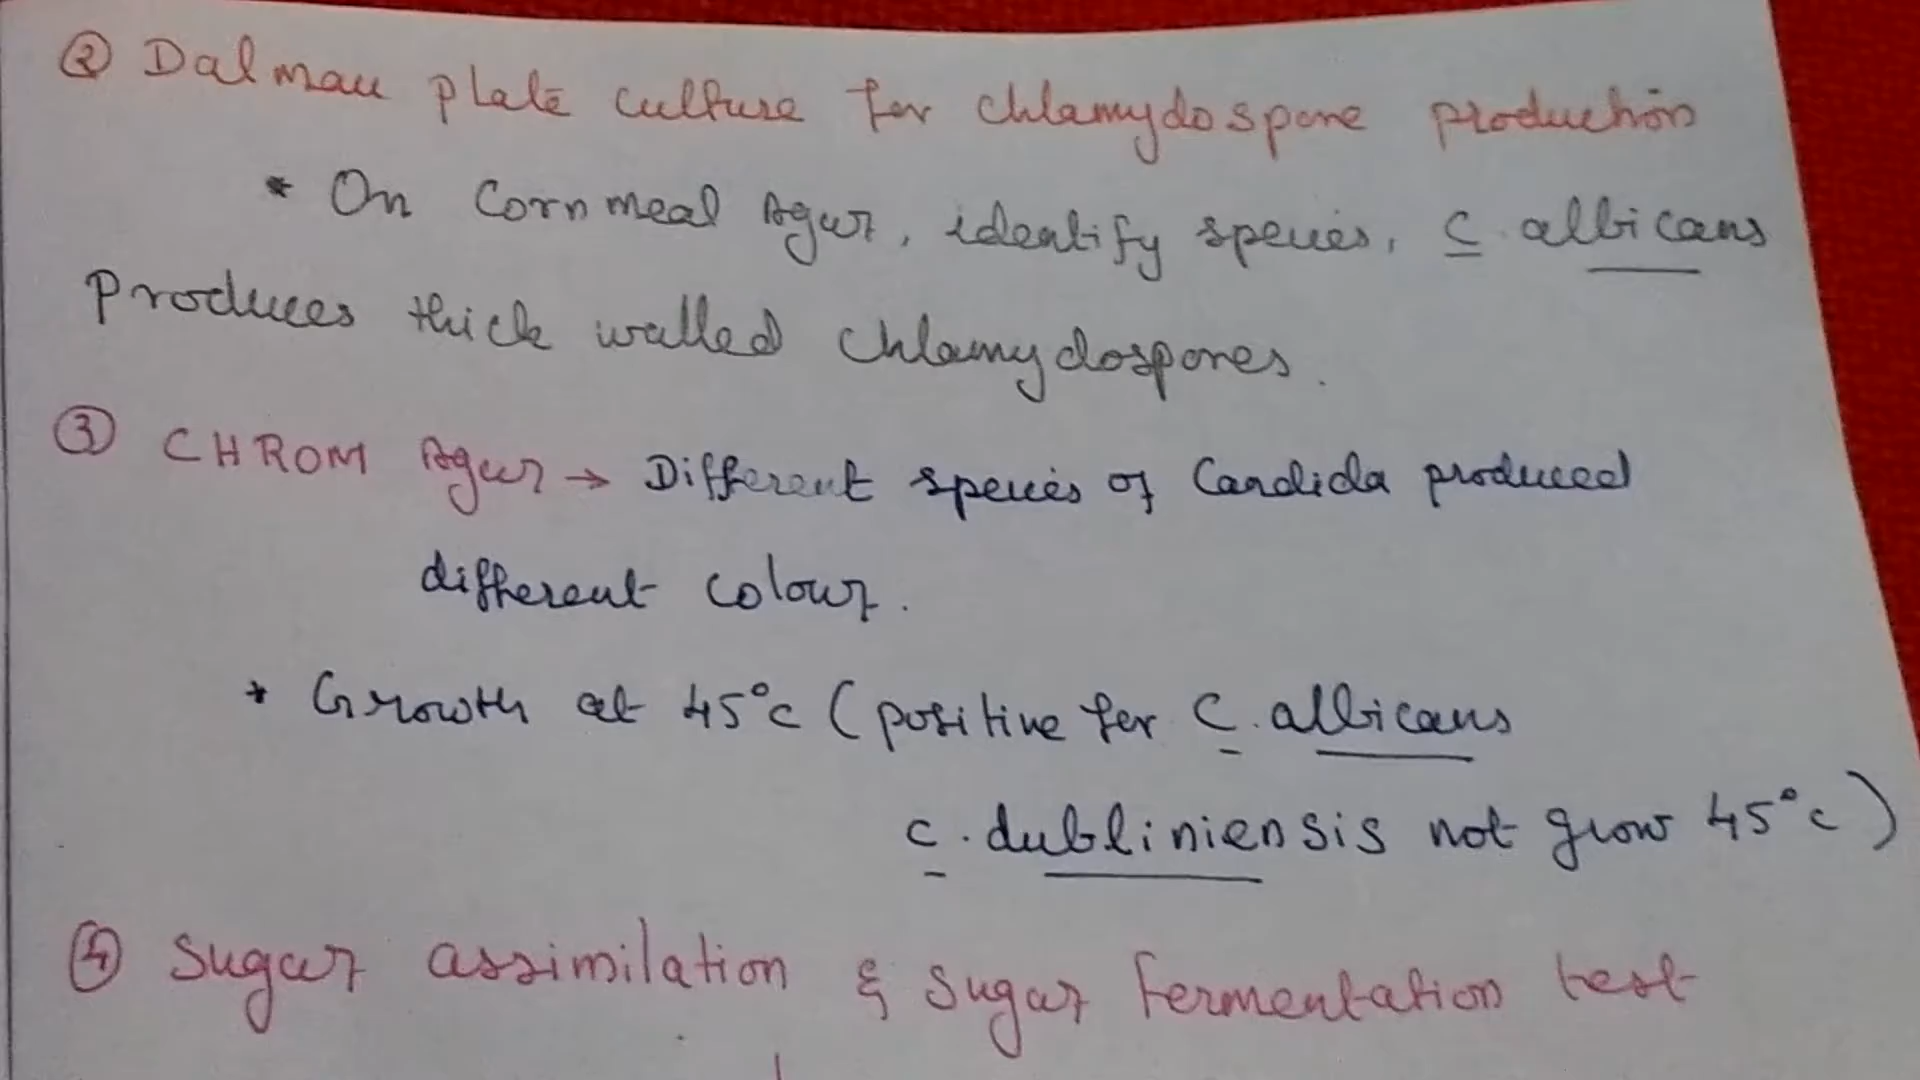 ② Dalmau plate culture for chlamydospore production
* On Cornmeal Agar, identify species, C albicans
Produces thick walled chlamydospores.
③ CHROM Agar → Different species of Candida produced
different colour.
* Growth at 45°c (positive for C. albicans
C. dubliniensis not grow 45°c)
④ Sugar assimilation & Sugar fermentation test